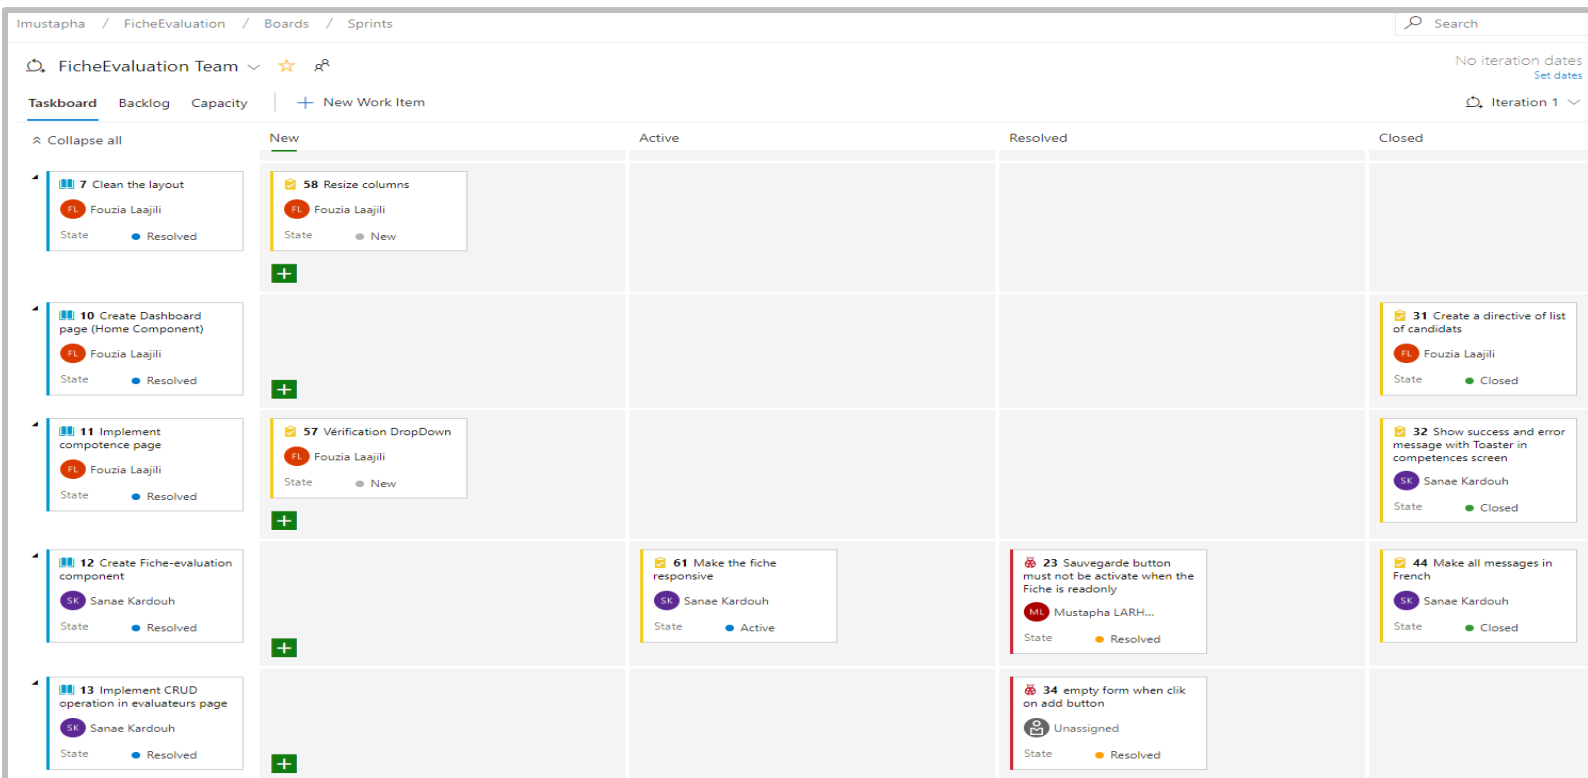 lmustapha / FicheEvaluation / Boards / Sprints
Search
FicheEvaluation Team
No iteration dates
Set dates
Taskboard Backlog Capacity + New Work Item
Iteration 1
Collapse all
New Active Resolved Closed
7 Clean the layout
FL Fouzia Laajili
State Resolved
58 Resize columns
FL Fouzia Laajili
State New
10 Create Dashboard
page (Home Component)
FL Fouzia Laajili
State Resolved
31 Create a directive of list
of candidats
FL Fouzia Laajili
State Closed
11 Implement
compotence page
FL Fouzia Laajili
State Resolved
57 Vérification DropDown
FL Fouzia Laajili
State New
32 Show success and error
message with Toaster in
competences screen
SK Sanae Kardouh
State Closed
12 Create Fiche-evaluation
component
SK Sanae Kardouh
State Resolved
61 Make the fiche
responsive
SK Sanae Kardouh
State Active
23 Sauvegarde button
must not be activate when the
Fiche is readonly
ML Mustapha LARH...
State Resolved
44 Make all messages in
French
SK Sanae Kardouh
State Closed
13 Implement CRUD
operation in evaluateurs page
SK Sanae Kardouh
State Resolved
34 empty form when clik
on add button
Unassigned
State Resolved